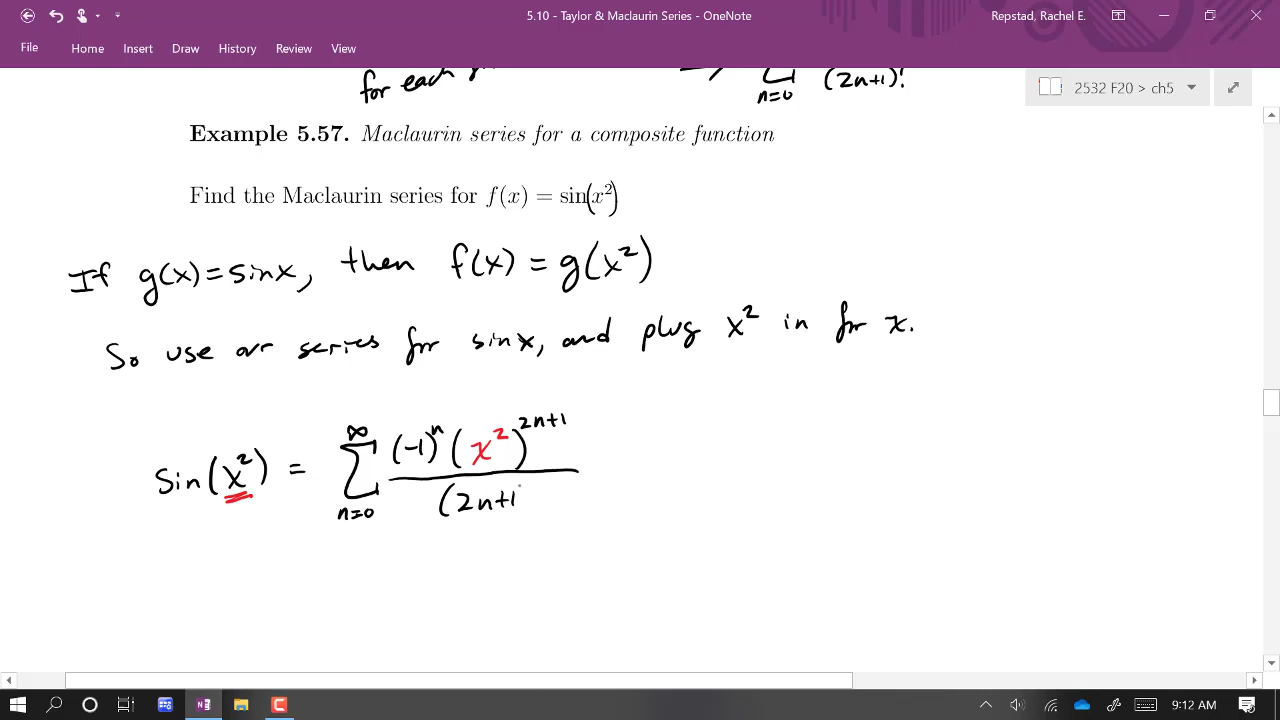 5.10 - Taylor & Maclaurin Series - OneNote
Repstad, Rachel E.
File Home Insert Draw History Review View
2532 F20 > ch5
for each
n=0 (2n+1)!
Example 5.57. Maclaurin series for a composite function
Find the Maclaurin series for f(x) = sin(x²)
If g(x)=sinx, then f(x) = g(x²)
So use our series for sinx, and plug x² in for x.
Sin(x²) = ∑_{n=0}^{∞} (-1)^n (x²)^{2n+1} / (2n+1
9:12 AM